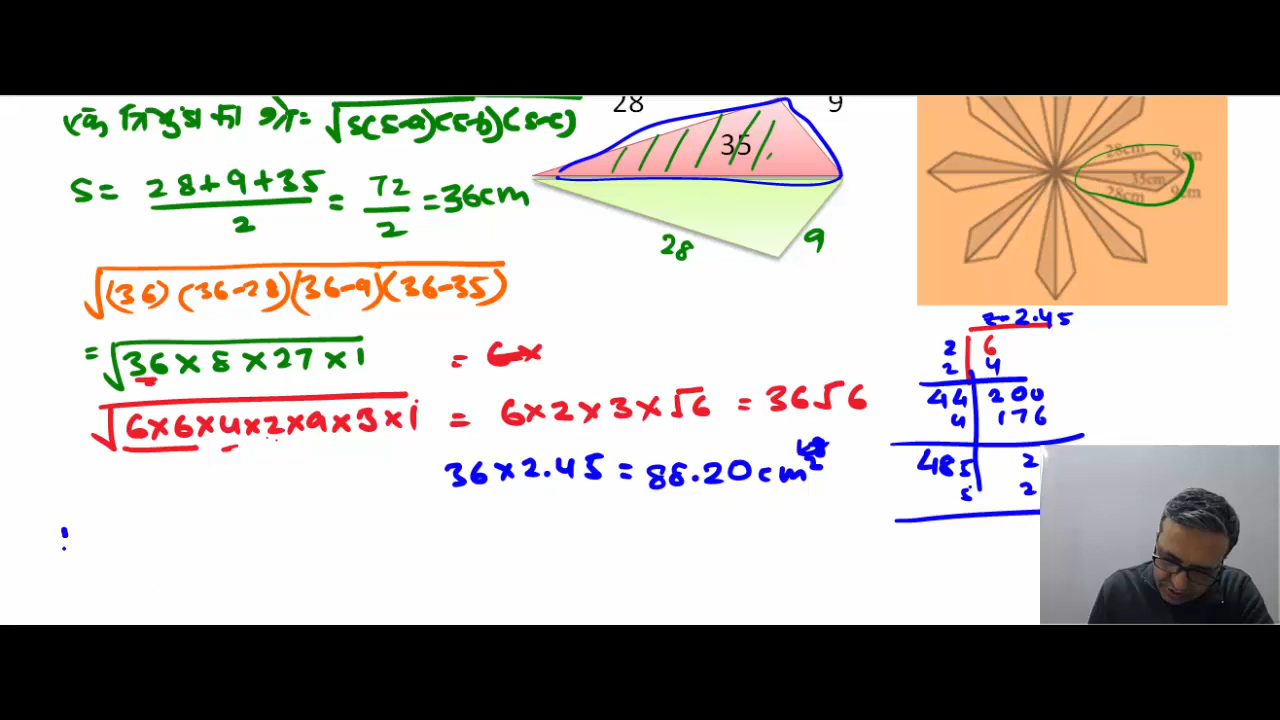 = √s(s-a)(s-b)(s-c)
28 9
35
28 9
28cm 9cm
35cm
28cm 9cm
S = 28+9+35 / 2 = 72 / 2 = 36cm
√(36) (36-28)(36-9)(36-35)
= √36 × 8 × 27 × 1 = 6×
√6×6×4×2×9×3×1 = 6×2×3×√6 = 36√6
36×2.45 = 88.20cm²
2.45
2 6
2 4
44 200
4 176
485 2
5 2